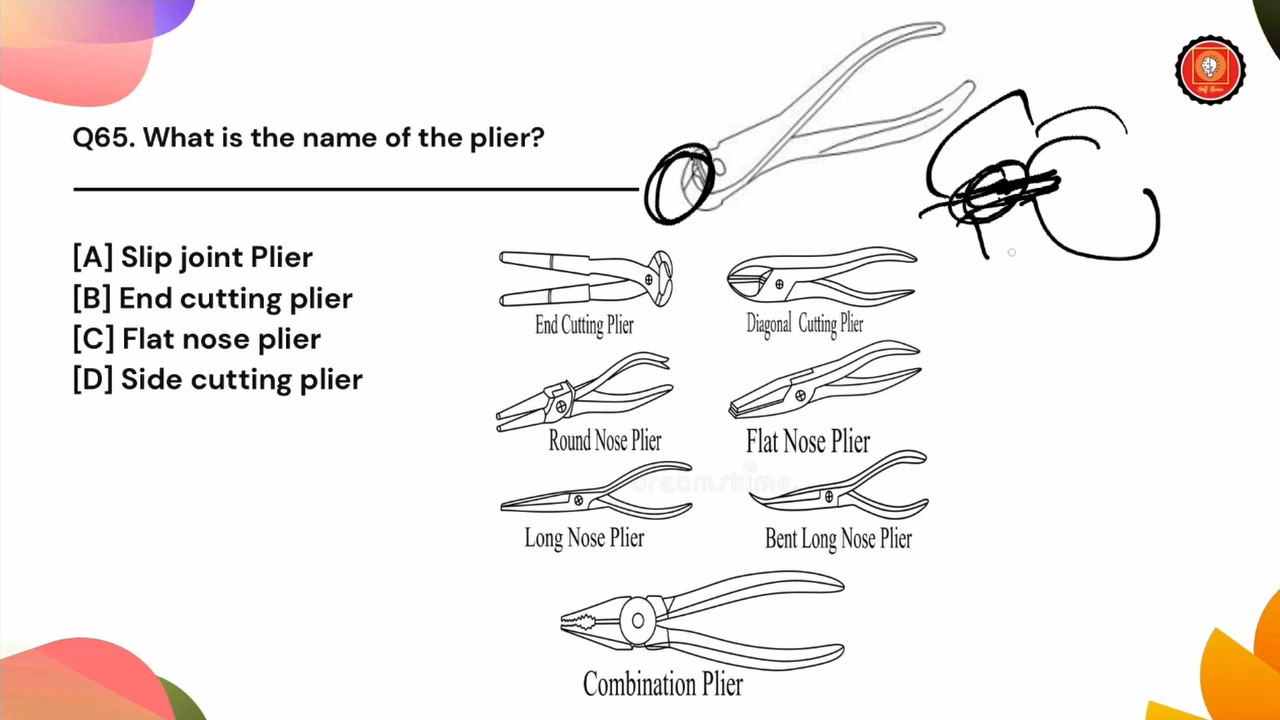 Q65. What is the name of the plier?
[A] Slip joint Plier
[B] End cutting plier
[C] Flat nose plier
[D] Side cutting plier
End Cutting Plier
Diagonal Cutting Plier
Round Nose Plier
Flat Nose Plier
dreamstime
Long Nose Plier
Bent Long Nose Plier
Combination Plier